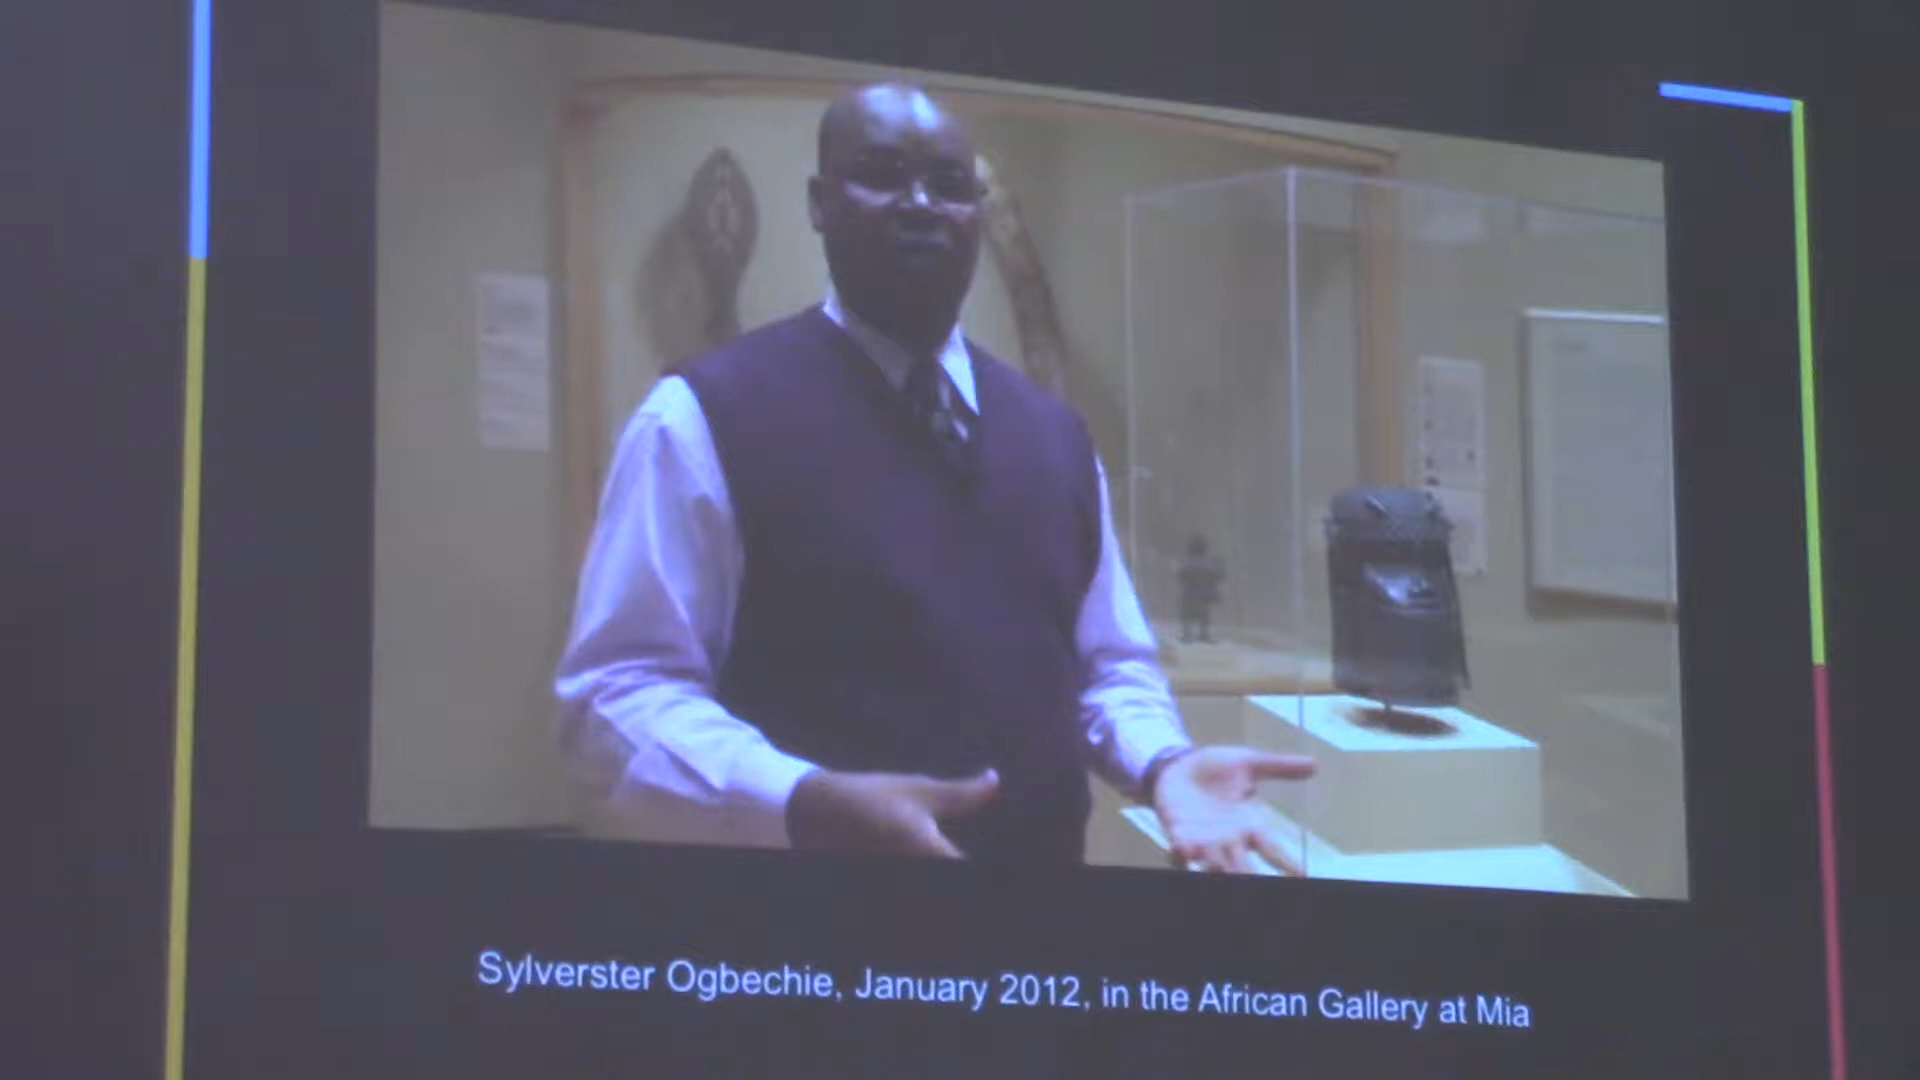 Sylverster Ogbechie, January 2012, in the African Gallery at Mia